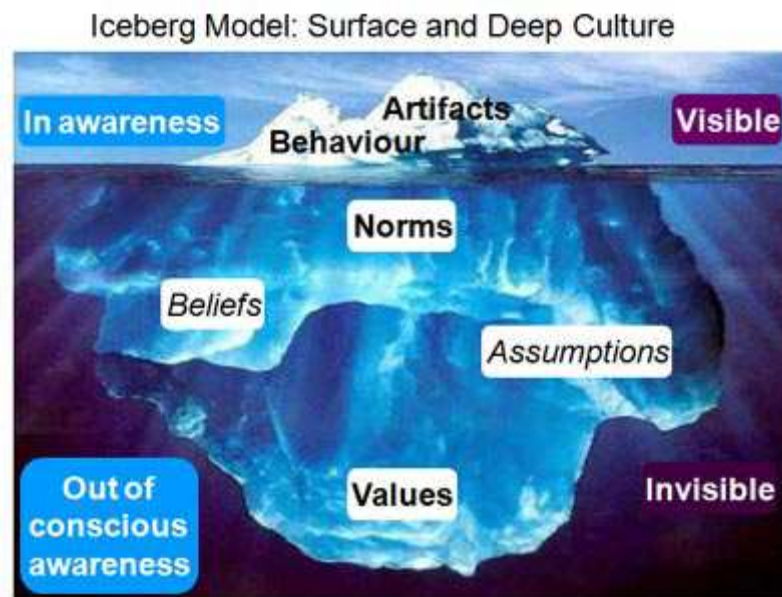 Iceberg Model: Surface and Deep Culture
In awareness
Artifacts
Behaviour
Visible
Norms
Beliefs
Assumptions
Out of
conscious
awareness
Values
Invisible